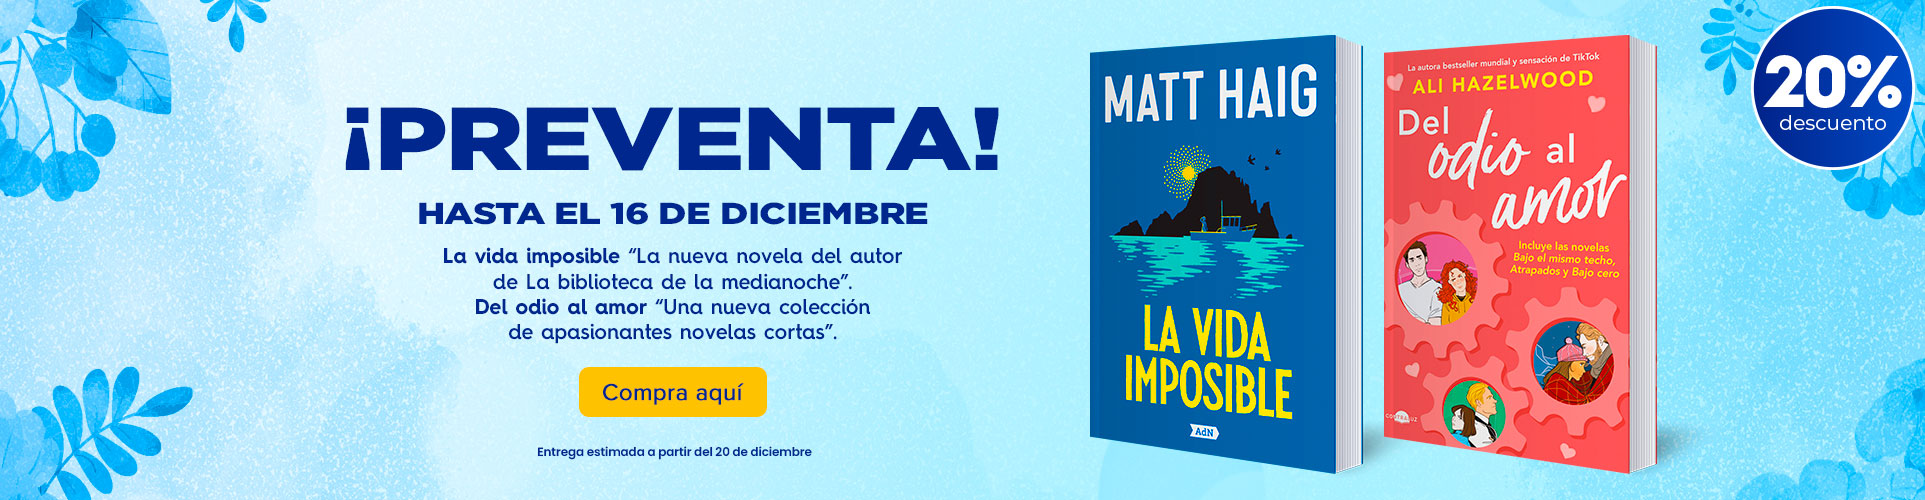 ¡PREVENTA!
HASTA EL 16 DE DICIEMBRE
La vida imposible “La nueva novela del autor
de La biblioteca de la medianoche”.
Del odio al amor “Una nueva colección
de apasionantes novelas cortas”.
Compra aquí
Entrega estimada a partir del 20 de diciembre
MATT HAIG
LA VIDA
IMPOSIBLE
AdN
La autora bestseller mundial y sensación de TikTok
ALI HAZELWOOD
Del
odio al
amor
Incluye las novelas
Bajo el mismo techo,
Atrapados y Bajo cero
CONTRALUZ
20%
descuento